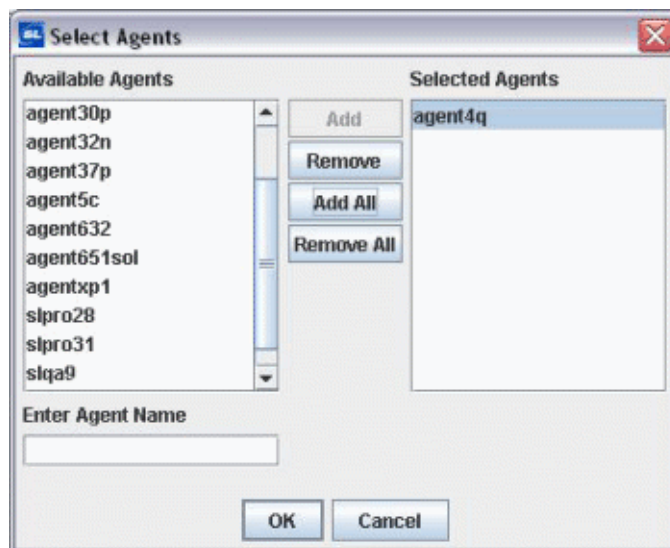 SL Select Agents
Available Agents
Selected Agents
agent30p
agent32n
agent37p
agent5c
agent632
agent651sol
agentxp1
slpro28
slpro31
slqa9
Add
Remove
Add All
Remove All
agent4q
Enter Agent Name
OK Cancel